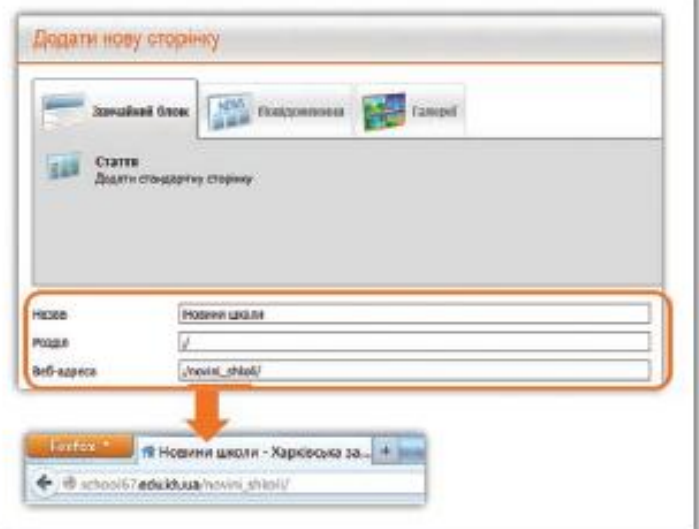 Додати нову сторінку
Звичайний блок Повідомлення Галереї
Стаття
Додати стандартну сторінку
Назва Новини школи
Розділ /
Веб-адреса /novini_shkoli/
Firefox
Новини школи - Харківська за... +
school67.edu.kh.ua/novini_shkoli/